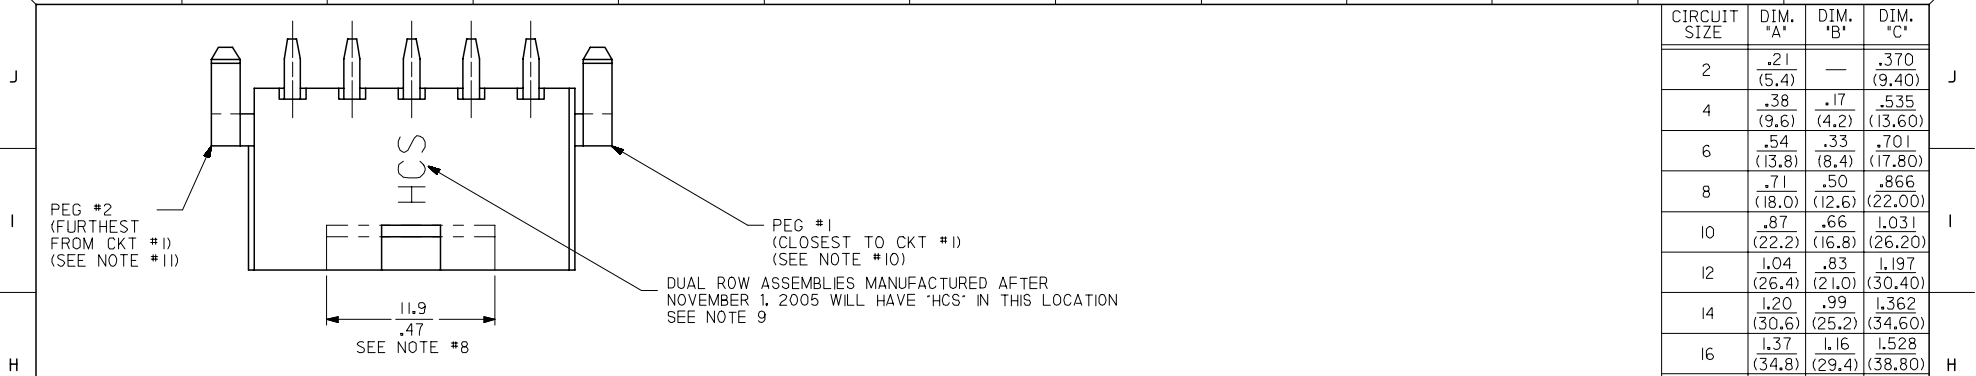 J
I
H
HCS
PEG #2
(FURTHEST
FROM CKT #1)
(SEE NOTE #11)
PEG #1
(CLOSEST TO CKT #1)
(SEE NOTE #10)
DUAL ROW ASSEMBLIES MANUFACTURED AFTER
NOVEMBER 1, 2005 WILL HAVE "HCS" IN THIS LOCATION
SEE NOTE 9
11.9
.47
SEE NOTE #8
CIRCUIT SIZE DIM. "A" DIM. "B" DIM. "C"
2 .21 (5.4) — .370 (9.40)
4 .38 (9.6) .17 (4.2) .535 (13.60)
6 .54 (13.8) .33 (8.4) .701 (17.80)
8 .71 (18.0) .50 (12.6) .866 (22.00)
10 .87 (22.2) .66 (16.8) 1.031 (26.20)
12 1.04 (26.4) .83 (21.0) 1.197 (30.40)
14 1.20 (30.6) .99 (25.2) 1.362 (34.60)
16 1.37 (34.8) 1.16 (29.4) 1.528 (38.80)
J
I
H